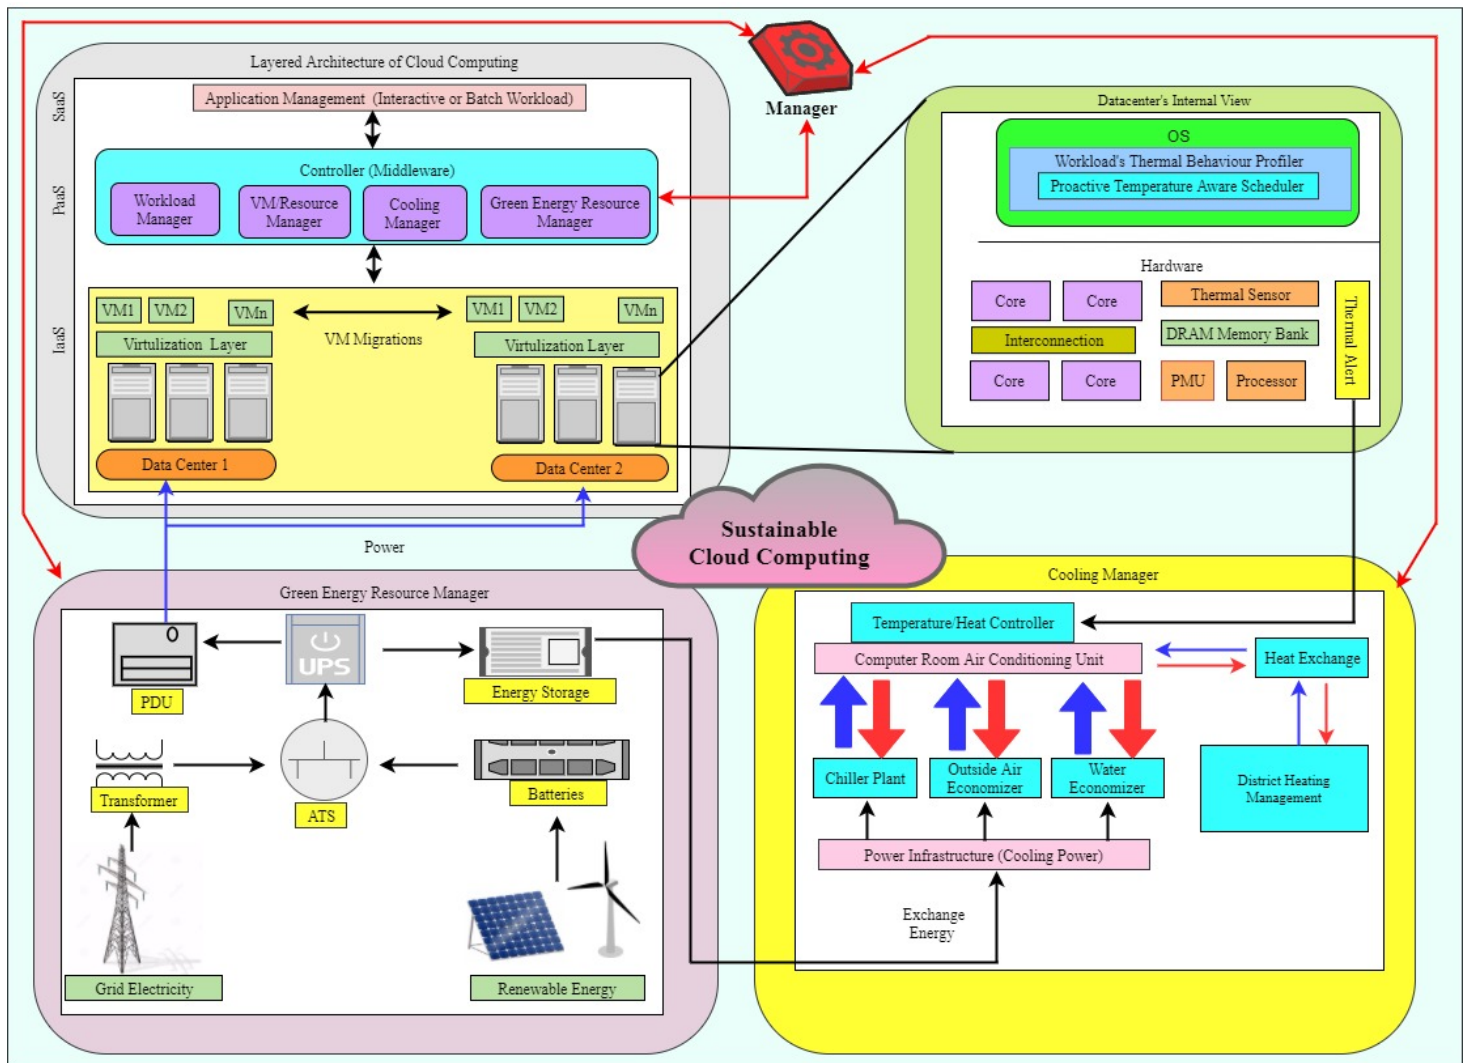 Layered Architecture of Cloud Computing
SaaS
Application Management (Interactive or Batch Workload)
Manager
PaaS
Controller (Middleware)
Workload
Manager
VM/Resource
Manager
Cooling
Manager
Green Energy Resource
Manager
IaaS
VM1
VM2
VMn
VM Migrations
VM1
VM2
VMn
Virtulization Layer
Virtulization Layer
Data Center 1
Data Center 2
Datacenter's Internal View
OS
Workload's Thermal Behaviour Profiler
Proactive Temperature Aware Scheduler
Hardware
Core
Core
Interconnection
Core
Core
Thermal Sensor
DRAM Memory Bank
PMU
Processor
Thermal Alert
Sustainable
Cloud Computing
Power
Green Energy Resource Manager
PDU
UPS
Energy Storage
Transformer
ATS
Batteries
Grid Electricity
Renewable Energy
Cooling Manager
Temperature/Heat Controller
Computer Room Air Conditioning Unit
Heat Exchange
Chiller Plant
Outside Air
Economizer
Water
Economizer
District Heating
Management
Power Infrastructure (Cooling Power)
Exchange
Energy